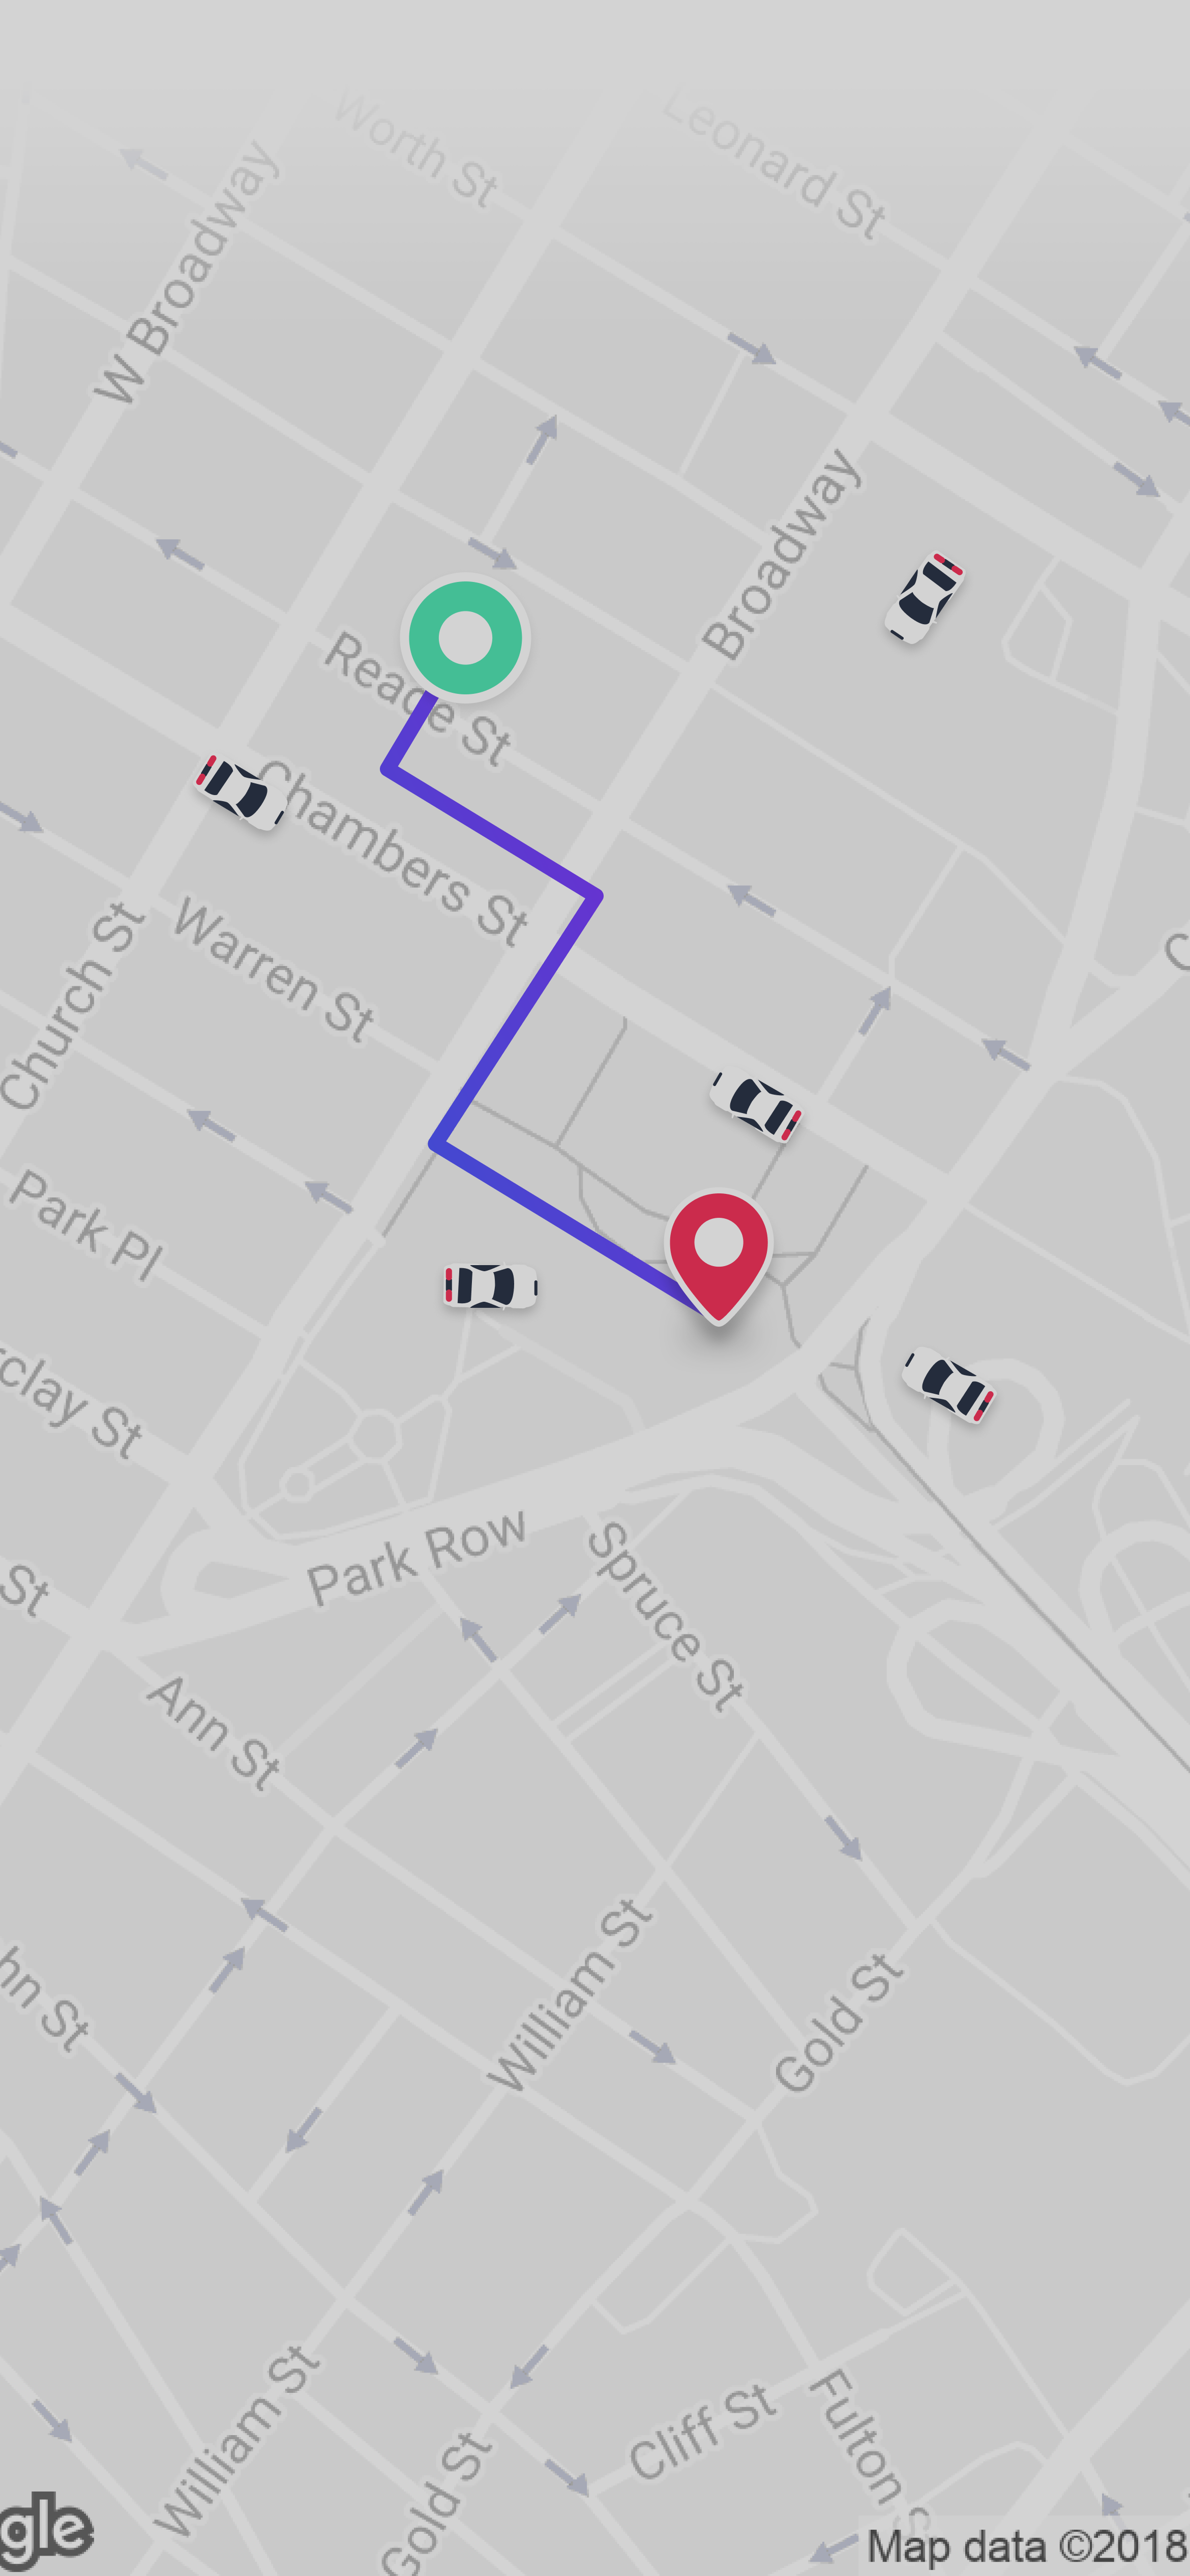 Worth St
Leonard St
W Broadway
Broadway
Reade St
Chambers St
Warren St
Church St
C
Park Pl
rclay St
Park Row
St
Spruce St
Ann St
William St
hn St
Gold St
William St
Cliff St
Fulton S
Gold St
gle
Map data ©2018